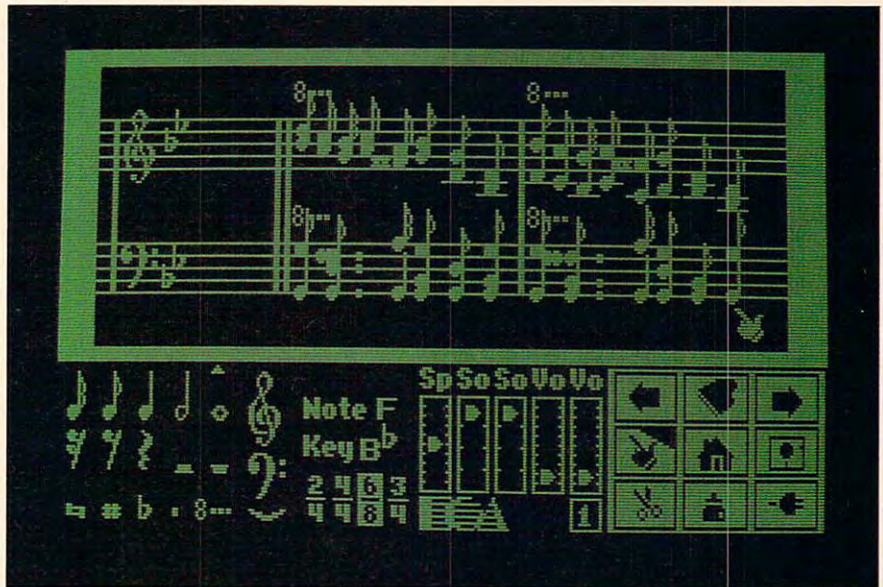 8---
8---
8---
8---
Sp So So Vo Vo
Note F
Key B♭
2 4 6 3
4 4 8 4
8---
1